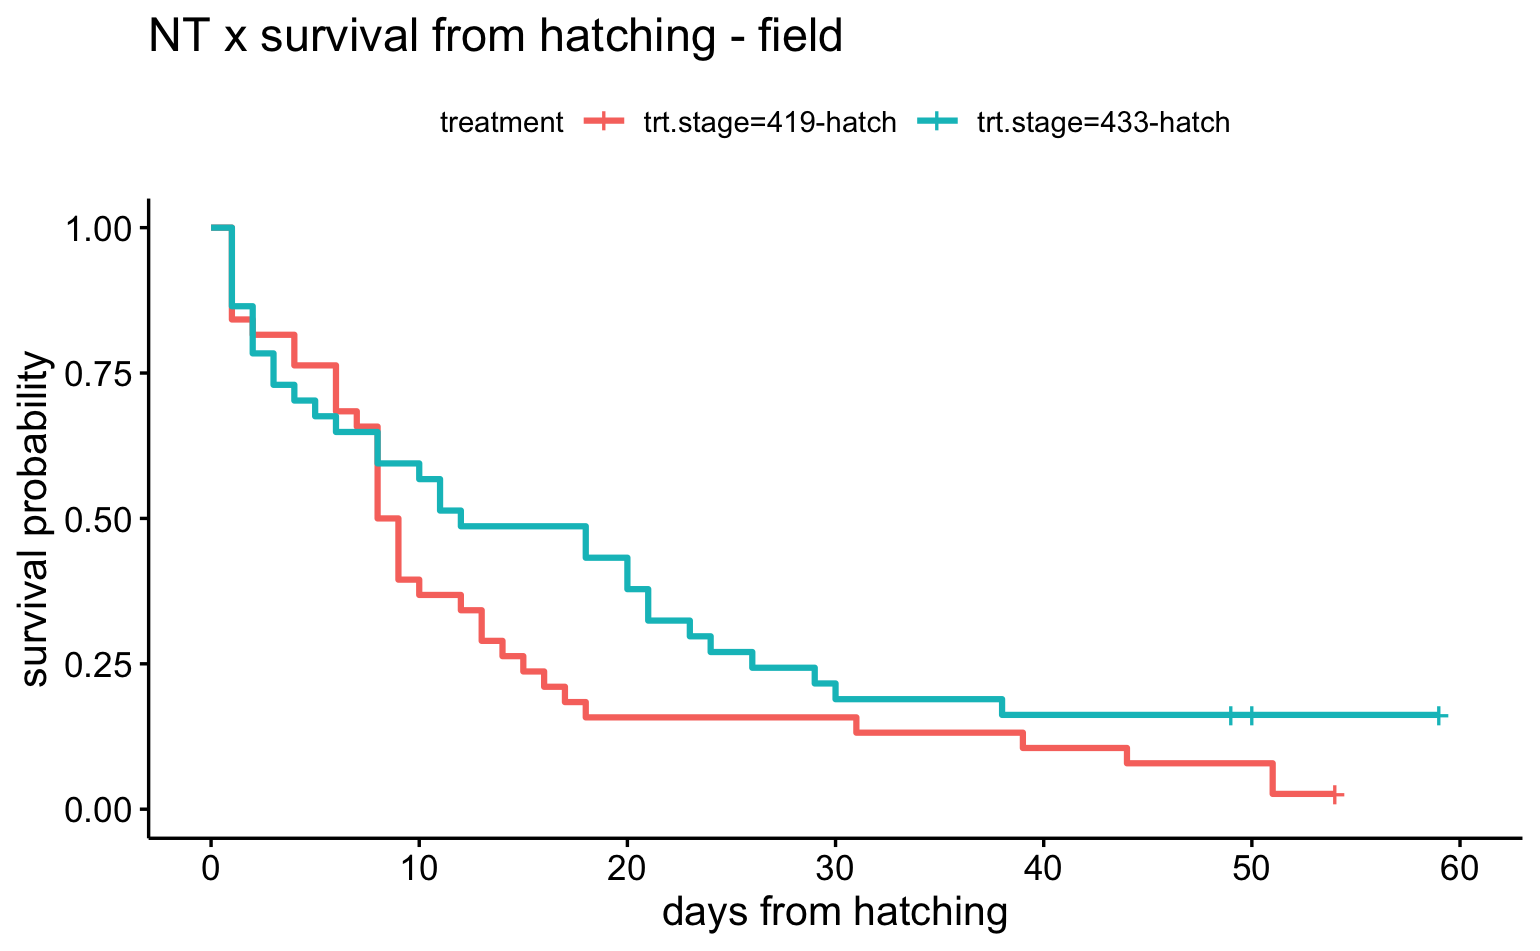 NT x survival from hatching - field
treatment trt.stage=419-hatch trt.stage=433-hatch
survival probability
1.00
0.75
0.50
0.25
0.00
0 10 20 30 40 50 60
days from hatching